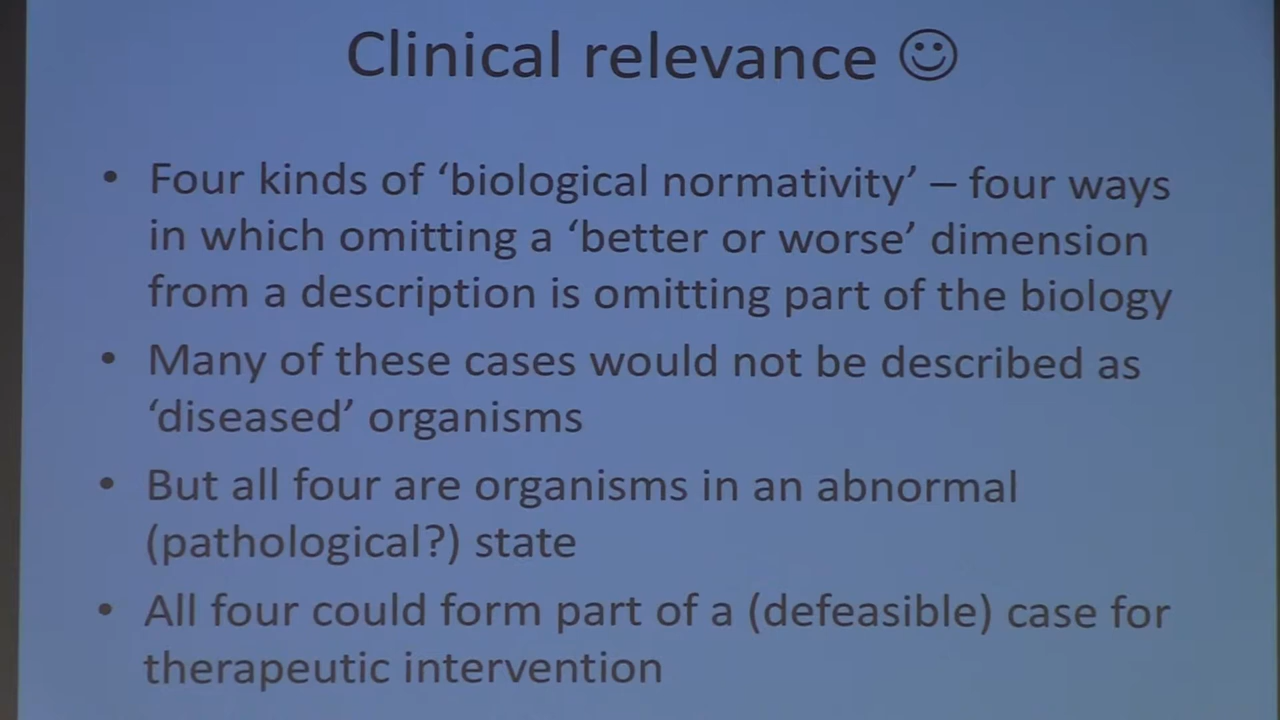 Clinical relevance ☺
• Four kinds of ‘biological normativity’ – four ways
in which omitting a ‘better or worse’ dimension
from a description is omitting part of the biology
• Many of these cases would not be described as
‘diseased’ organisms
• But all four are organisms in an abnormal
(pathological?) state
• All four could form part of a (defeasible) case for
therapeutic intervention